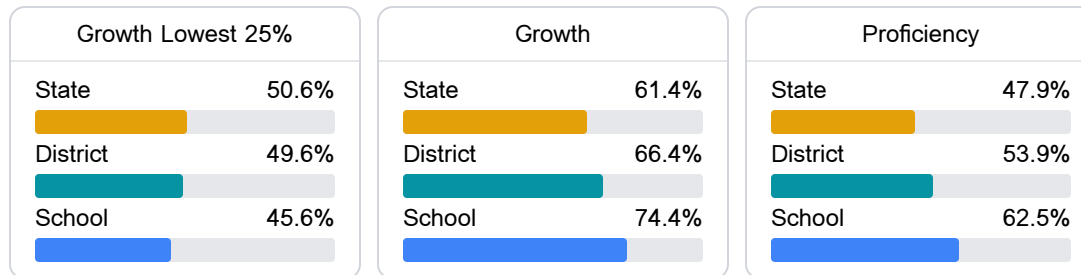 Growth Lowest 25%
State 50.6%
District 49.6%
School 45.6%
Growth
State 61.4%
District 66.4%
School 74.4%
Proficiency
State 47.9%
District 53.9%
School 62.5%